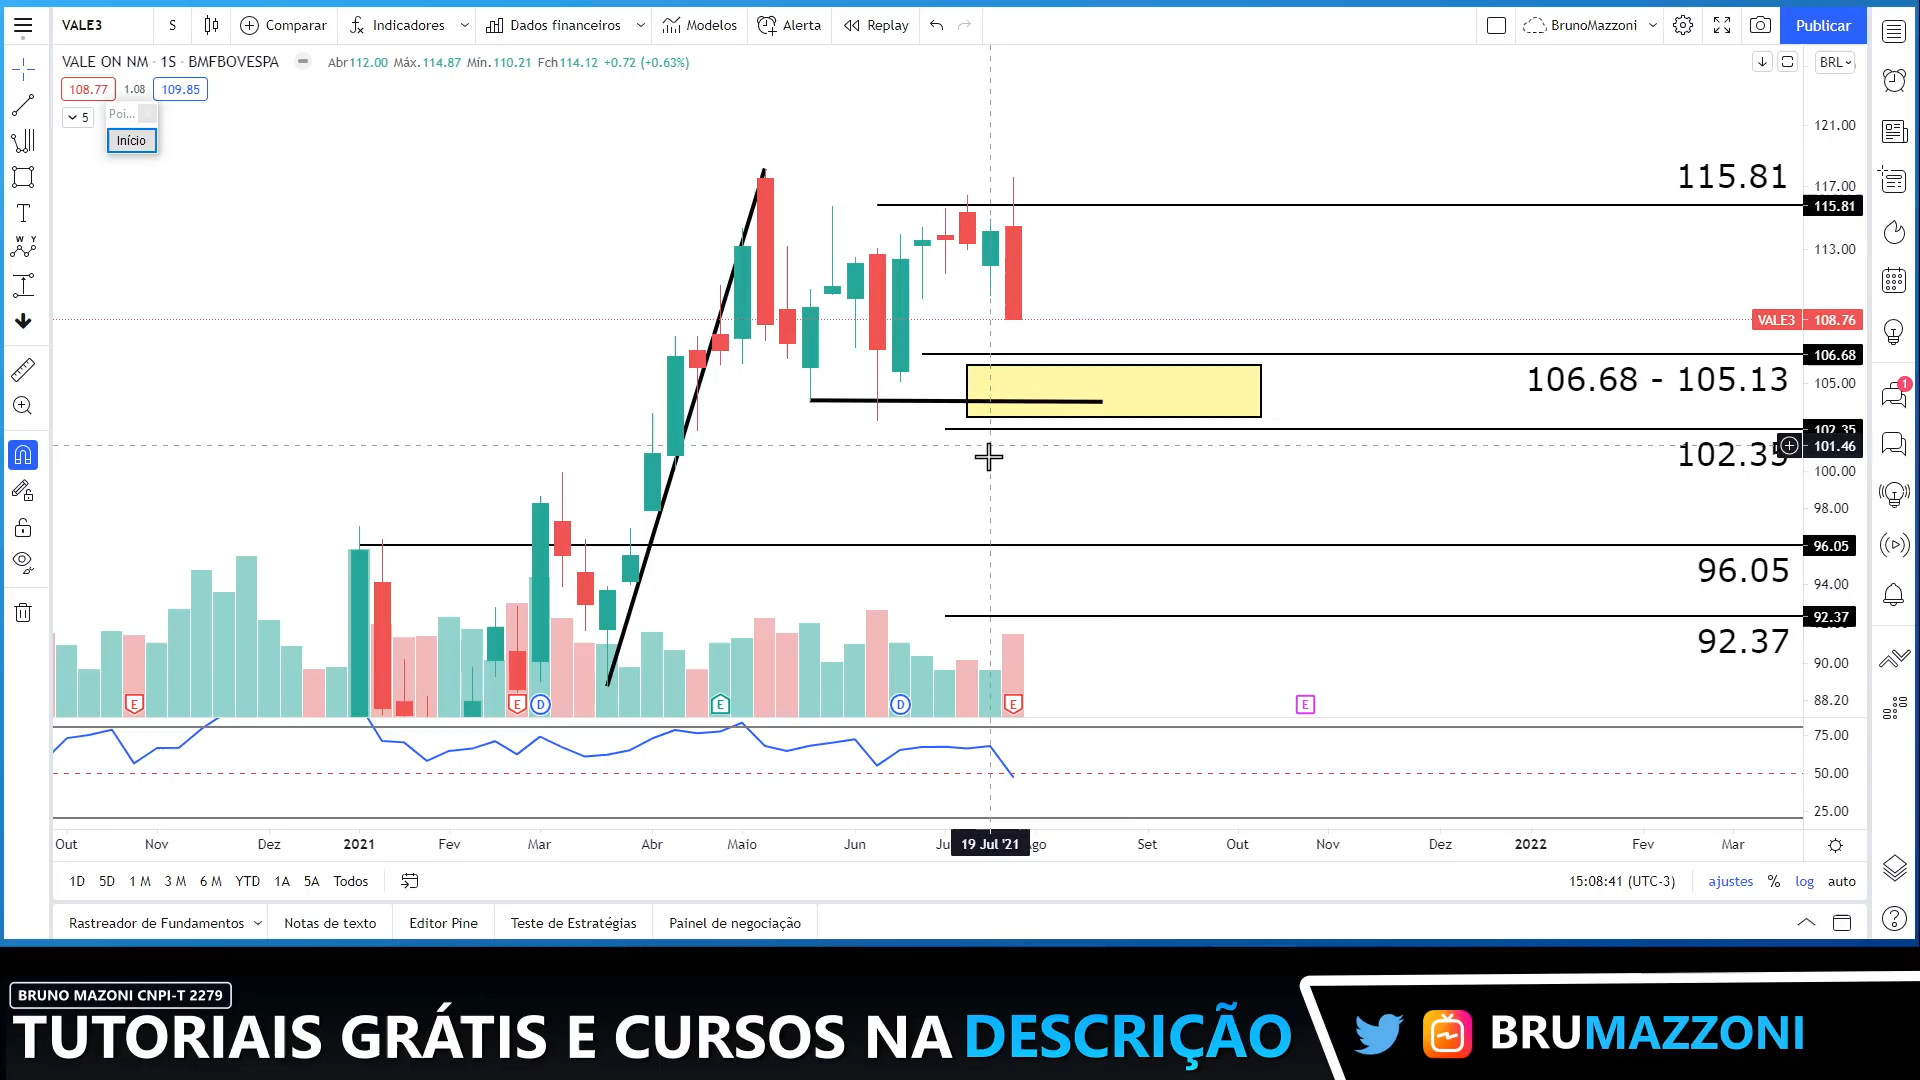 VALE3 S Comparar Indicadores Dados financeiros Modelos Alerta Replay BrunoMazzoni Publicar
VALE ON NM · 1S · BMFBOVESPA Abr112.00 Máx.114.87 Mín.110.21 Fch114.12 +0.72 (+0.63%) BRL
108.77 1.08 109.85
5 Poi...
Início
121.00
115.81
117.00
115.81
113.00
VALE3 108.76
106.68
106.68 - 105.13
105.00
102.35
101.46
102.35
100.00
98.00
96.05
96.05
94.00
92.37
92.37
90.00
88.20
E E D E D E E
75.00
50.00
25.00
Out Nov Dez 2021 Fev Mar Abr Maio Jun 19 Jul '21 Set Out Nov Dez 2022 Fev Mar
1D 5D 1 M 3 M 6 M YTD 1A 5A Todos 15:08:41 (UTC-3) ajustes % log auto
Rastreador de Fundamentos Notas de texto Editor Pine Teste de Estratégias Painel de negociação
1
BRUNO MAZONI CNPI-T 2279
TUTORIAIS GRÁTIS E CURSOS NA DESCRIÇÃO
BRUMAZZONI